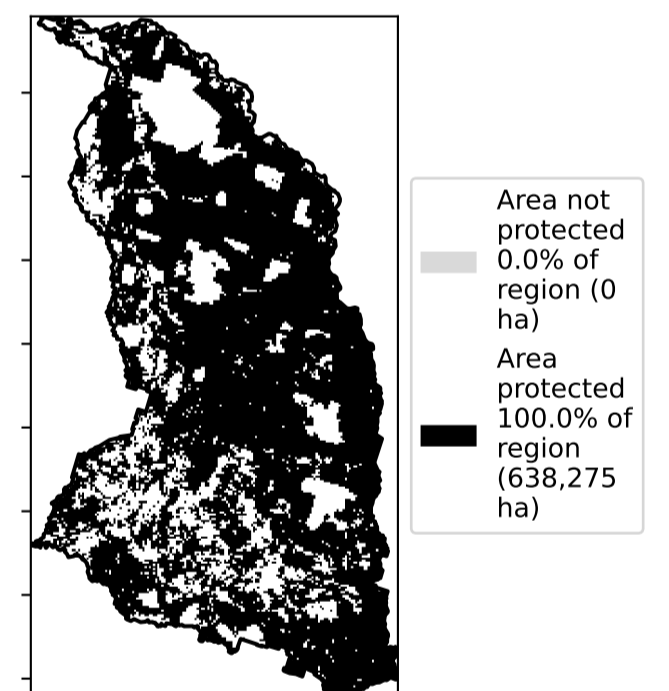 Area not
protected
0.0% of
region (0
ha)
Area
protected
100.0% of
region
(638,275
ha)